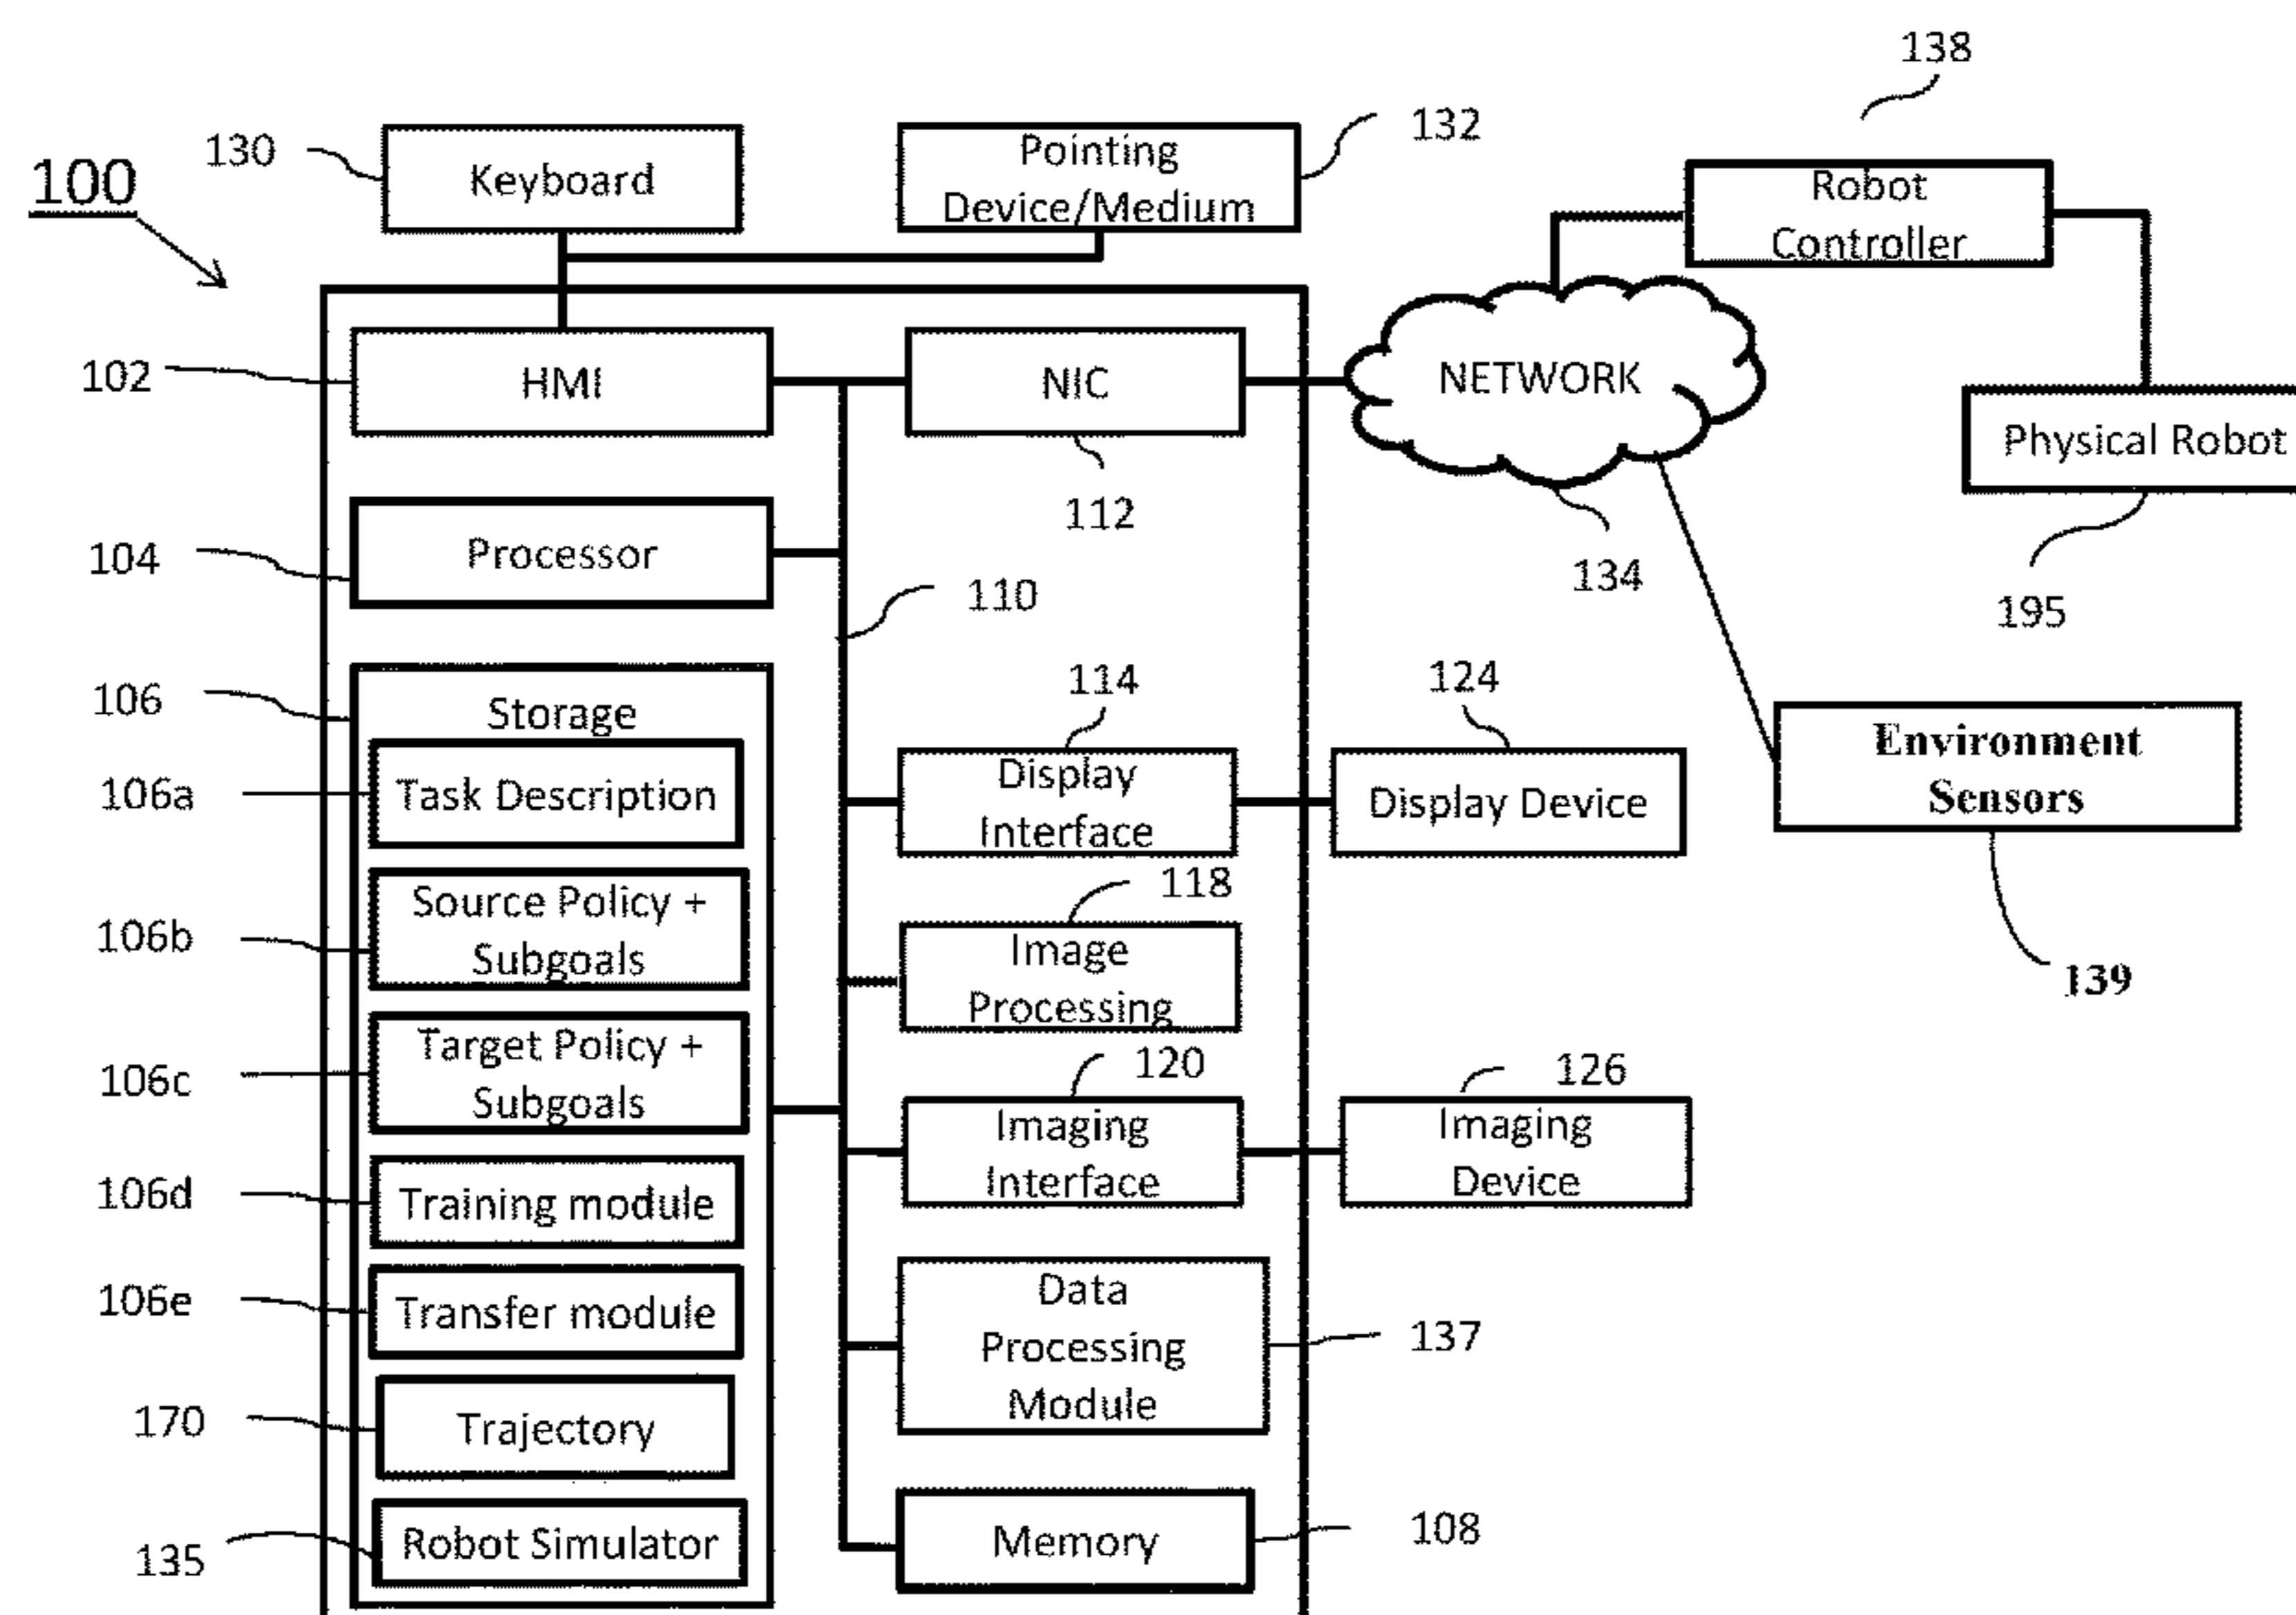 138
130
Keyboard
Pointing
Device/Medium
132
100
Robot
Controller
102
HMI
NIC
NETWORK
Physical Robot
112
104
Processor
110
134
195
106
Storage
114
124
106a
Task Description
Display
Interface
Display Device
Environment
Sensors
118
106b
Source Policy +
Subgoals
Image
Processing
139
106c
Target Policy +
Subgoals
120
126
Imaging
Interface
Imaging
Device
106d
Training module
106e
Transfer module
Data
Processing
Module
137
170
Trajectory
135
Robot Simulator
Memory
108